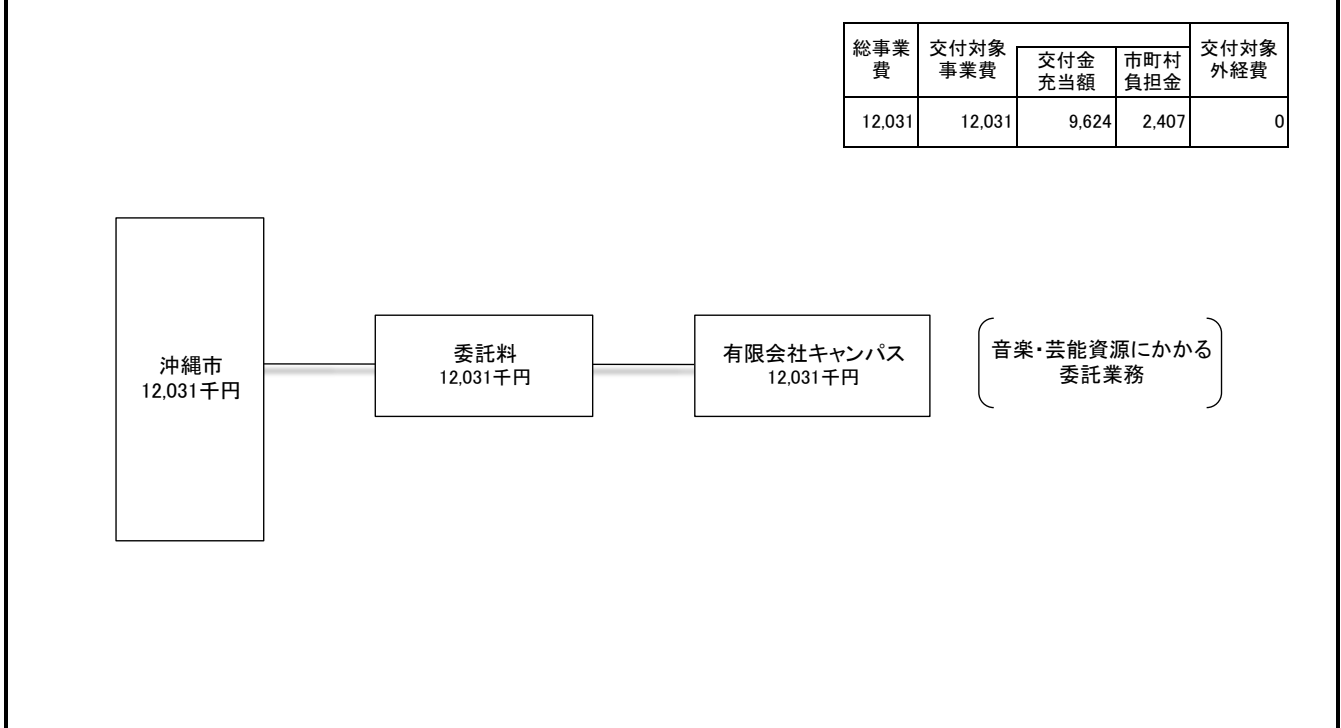 総事業
費
交付対象
事業費
交付金
充当額
市町村
負担金
交付対象
外経費
12,031
12,031
9,624
2,407
0
沖縄市
12,031千円
委託料
12,031千円
有限会社キャンパス
12,031千円
音楽・芸能資源にかかる
委託業務